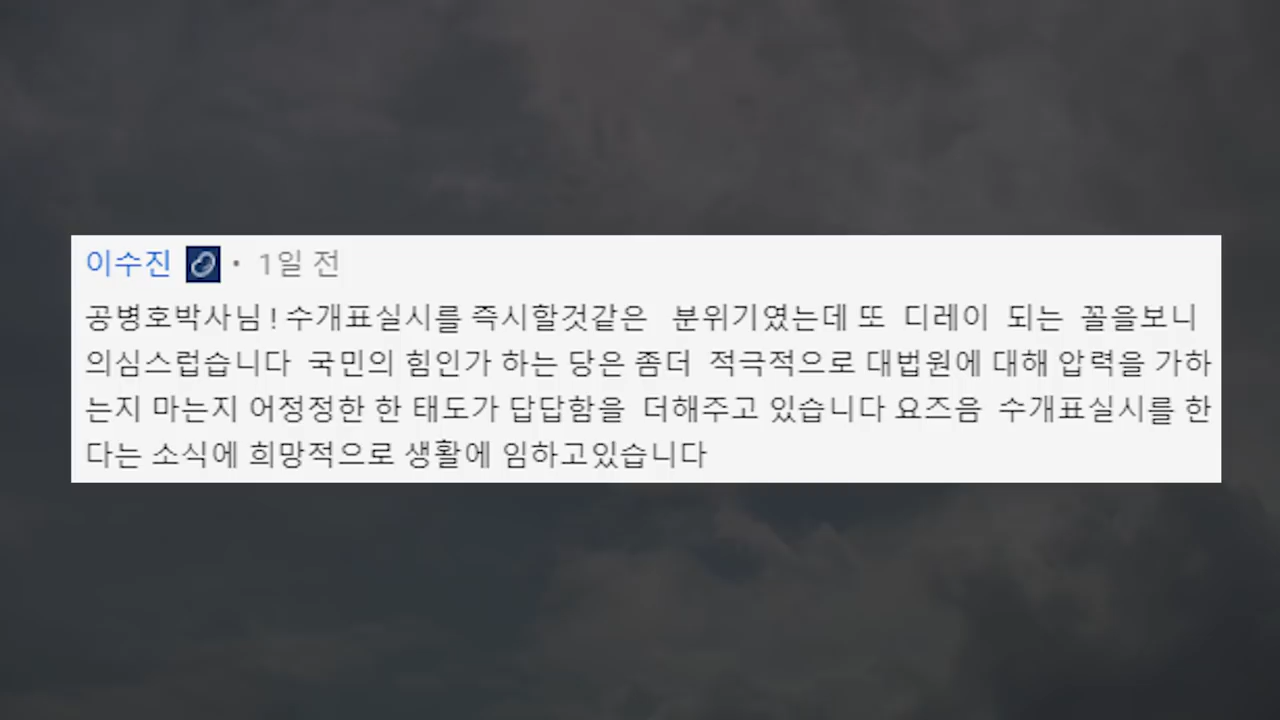 이수진 · 1일 전
공병호박사님 ! 수개표실시를 즉시할것같은 분위기였는데 또 디레이 되는 꼴을보니
의심스럽습니다 국민의 힘인가 하는 당은 좀더 적극적으로 대법원에 대해 압력을 가하
는지 마는지 어정정한 한 태도가 답답함을 더해주고 있습니다 요즈음 수개표실시를 한
다는 소식에 희망적으로 생활에 임하고있습니다